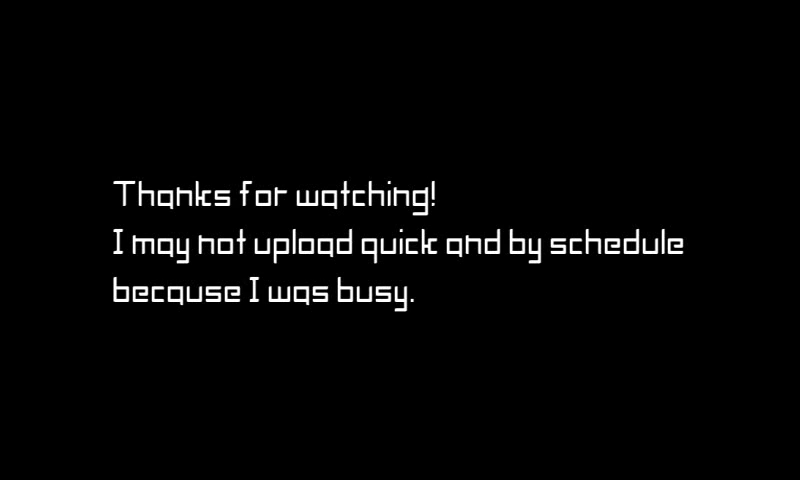 Thanks for watching!
I may not upload quick and by schedule
because I was busy.